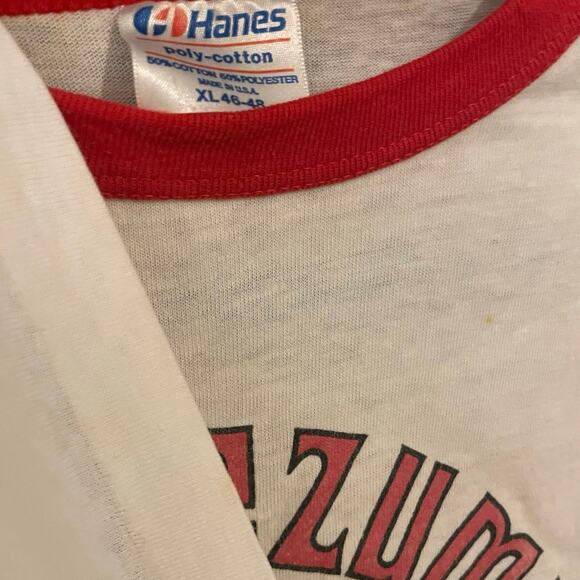 Hanes
poly-cotton
50% COTTON 50% POLYESTER
MADE IN U.S.A.
XL 46-48
EZUM